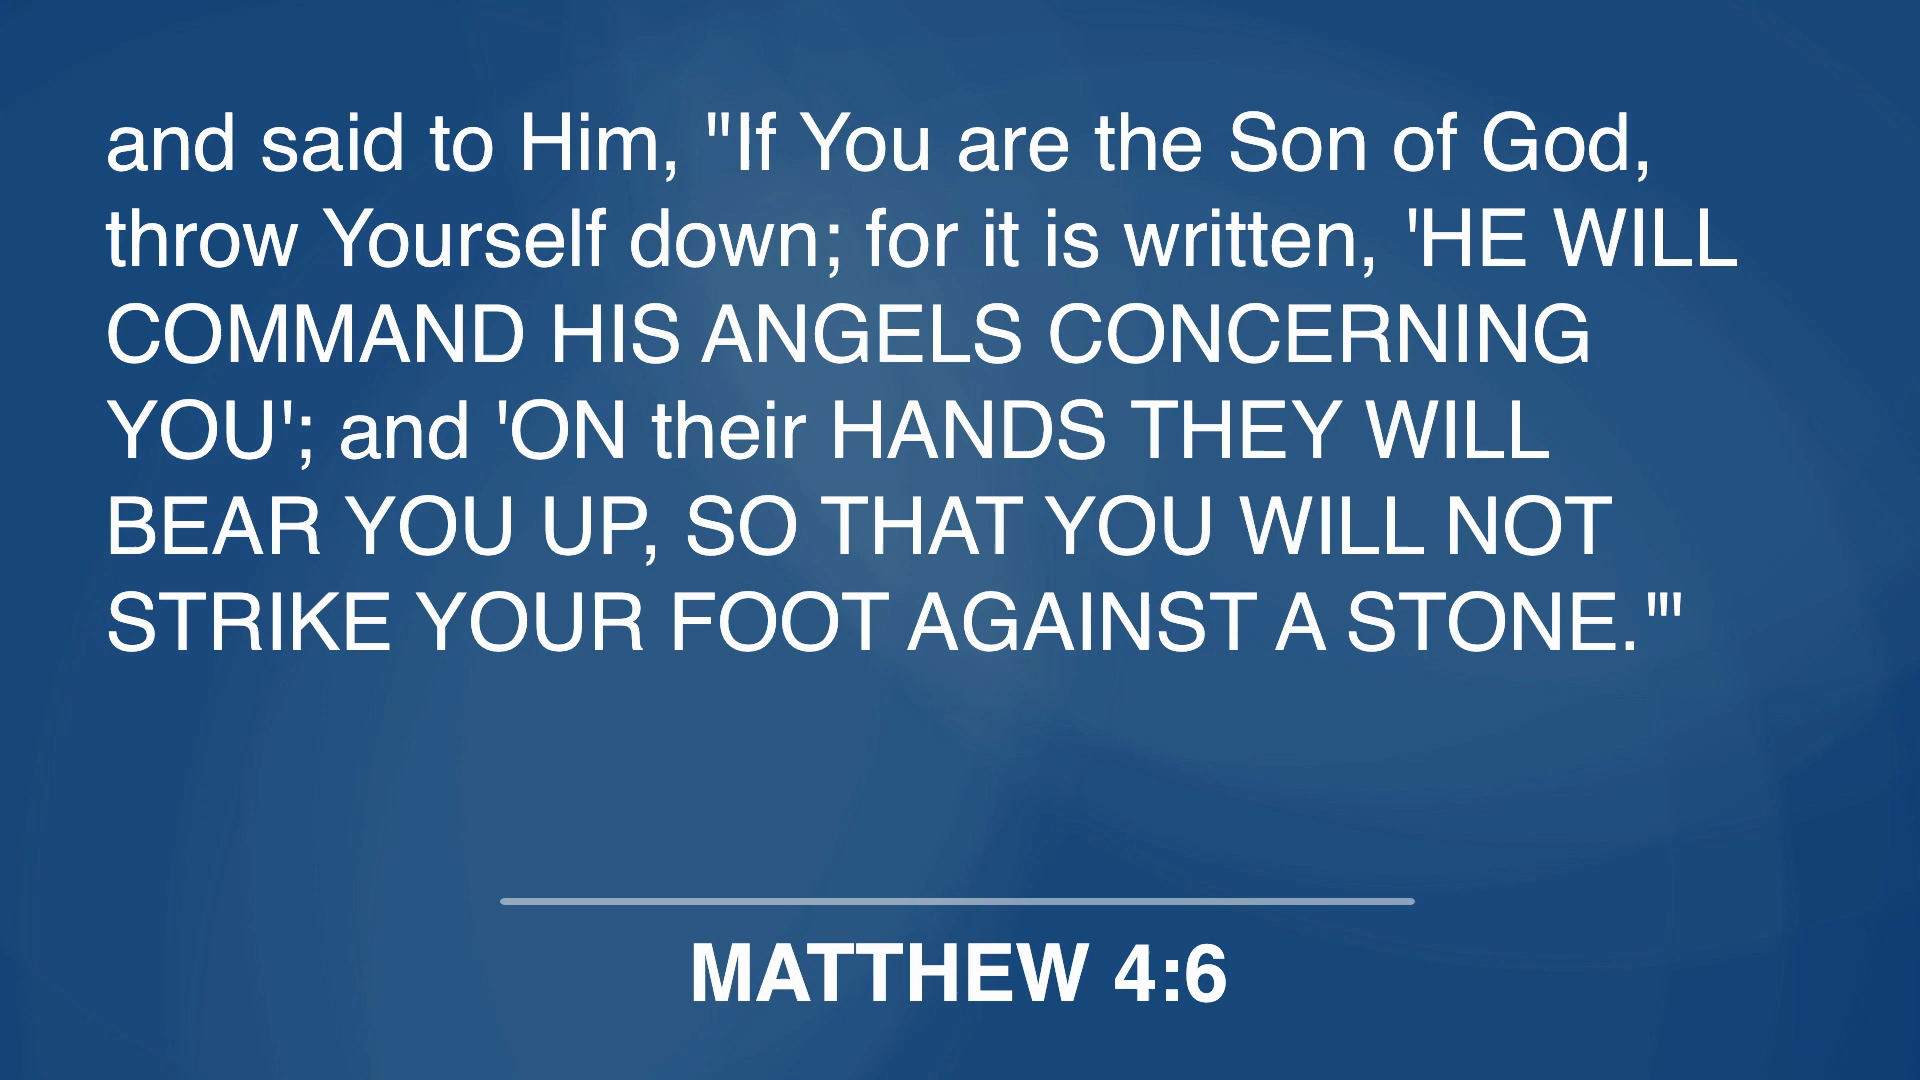 and said to Him, "If You are the Son of God,
throw Yourself down; for it is written, 'HE WILL
COMMAND HIS ANGELS CONCERNING
YOU'; and 'ON their HANDS THEY WILL
BEAR YOU UP, SO THAT YOU WILL NOT
STRIKE YOUR FOOT AGAINST A STONE.'"
MATTHEW 4:6